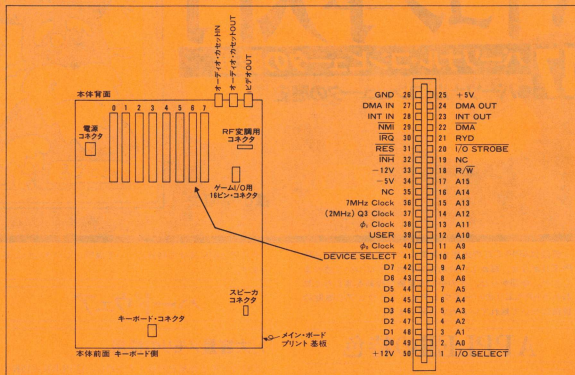 オーディオ・カセットIN
オーディオ・カセットOUT
ビデオOUT
本体背面
0 1 2 3 4 5 6 7
電源
コネクタ
RF変調用
コネクタ
ゲームI/O用
16ピン・コネクタ
スピーカ
コネクタ
キーボード・コネクタ
メイン・ボード
プリント基板
本体前面 キーボード側
GND 26 25 +5V
DMA IN 27 24 DMA OUT
INT IN 28 23 INT OUT
NMI 29 22 DMA
IRQ 30 21 RYD
RES 31 20 I/O STROBE
INH 32 19 NC
−12V 33 18 R/W
−5V 34 17 A15
NC 35 16 A14
7MHz Clock 36 15 A13
(2MHz) Q3 Clock 37 14 A12
φ₁ Clock 38 13 A11
USER 39 12 A10
φ₀ Clock 40 11 A9
DEVICE SELECT 41 10 A8
D7 42 9 A7
D6 43 8 A6
D5 44 7 A5
D4 45 6 A4
D3 46 5 A3
D2 47 4 A2
D1 48 3 A1
D0 49 2 A0
+12V 50 1 I/O SELECT